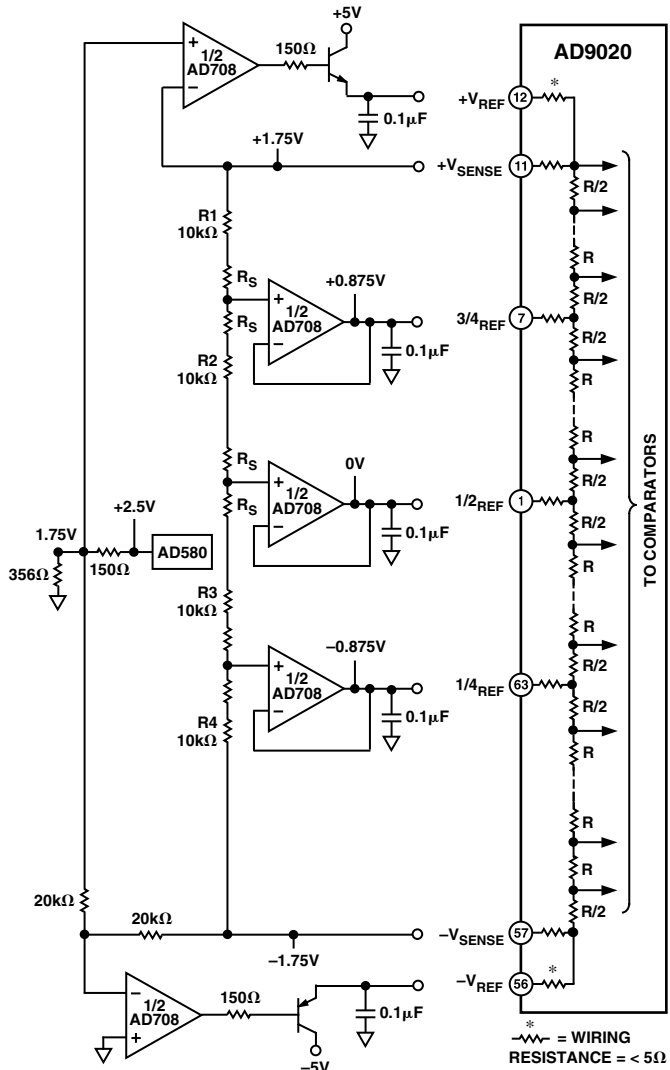 +5V
AD9020
+
1/2
AD708
–
150Ω
0.1μF
+VREF
12
*
+1.75V
+VSENSE
11
R/2
R1
10kΩ
R
RS
+0.875V
+
1/2
AD708
–
RS
0.1μF
R2
10kΩ
3/4REF
7
R/2
R/2
R
RS
0V
+
1/2
AD708
–
RS
0.1μF
1/2REF
1
R
R/2
R/2
R
TO COMPARATORS
1.75V
+2.5V
150Ω
AD580
356Ω
R3
10kΩ
–0.875V
+
1/2
AD708
–
0.1μF
R4
10kΩ
1/4REF
63
R
R/2
R/2
R
R
R
R/2
20kΩ
20kΩ
–1.75V
–VSENSE
57
–VREF
56
*
–
1/2
AD708
+
150Ω
0.1μF
–5V
*
= WIRING
RESISTANCE = < 5Ω